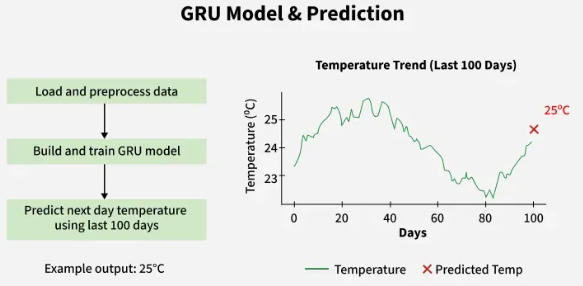 GRU Model & Prediction
Load and preprocess data
Build and train GRU model
Predict next day temperature
using last 100 days
Example output: 25°C
Temperature Trend (Last 100 Days)
Temperature (°C)
25
24
23
25°C
0 20 40 60 80 100
Days
Temperature Predicted Temp